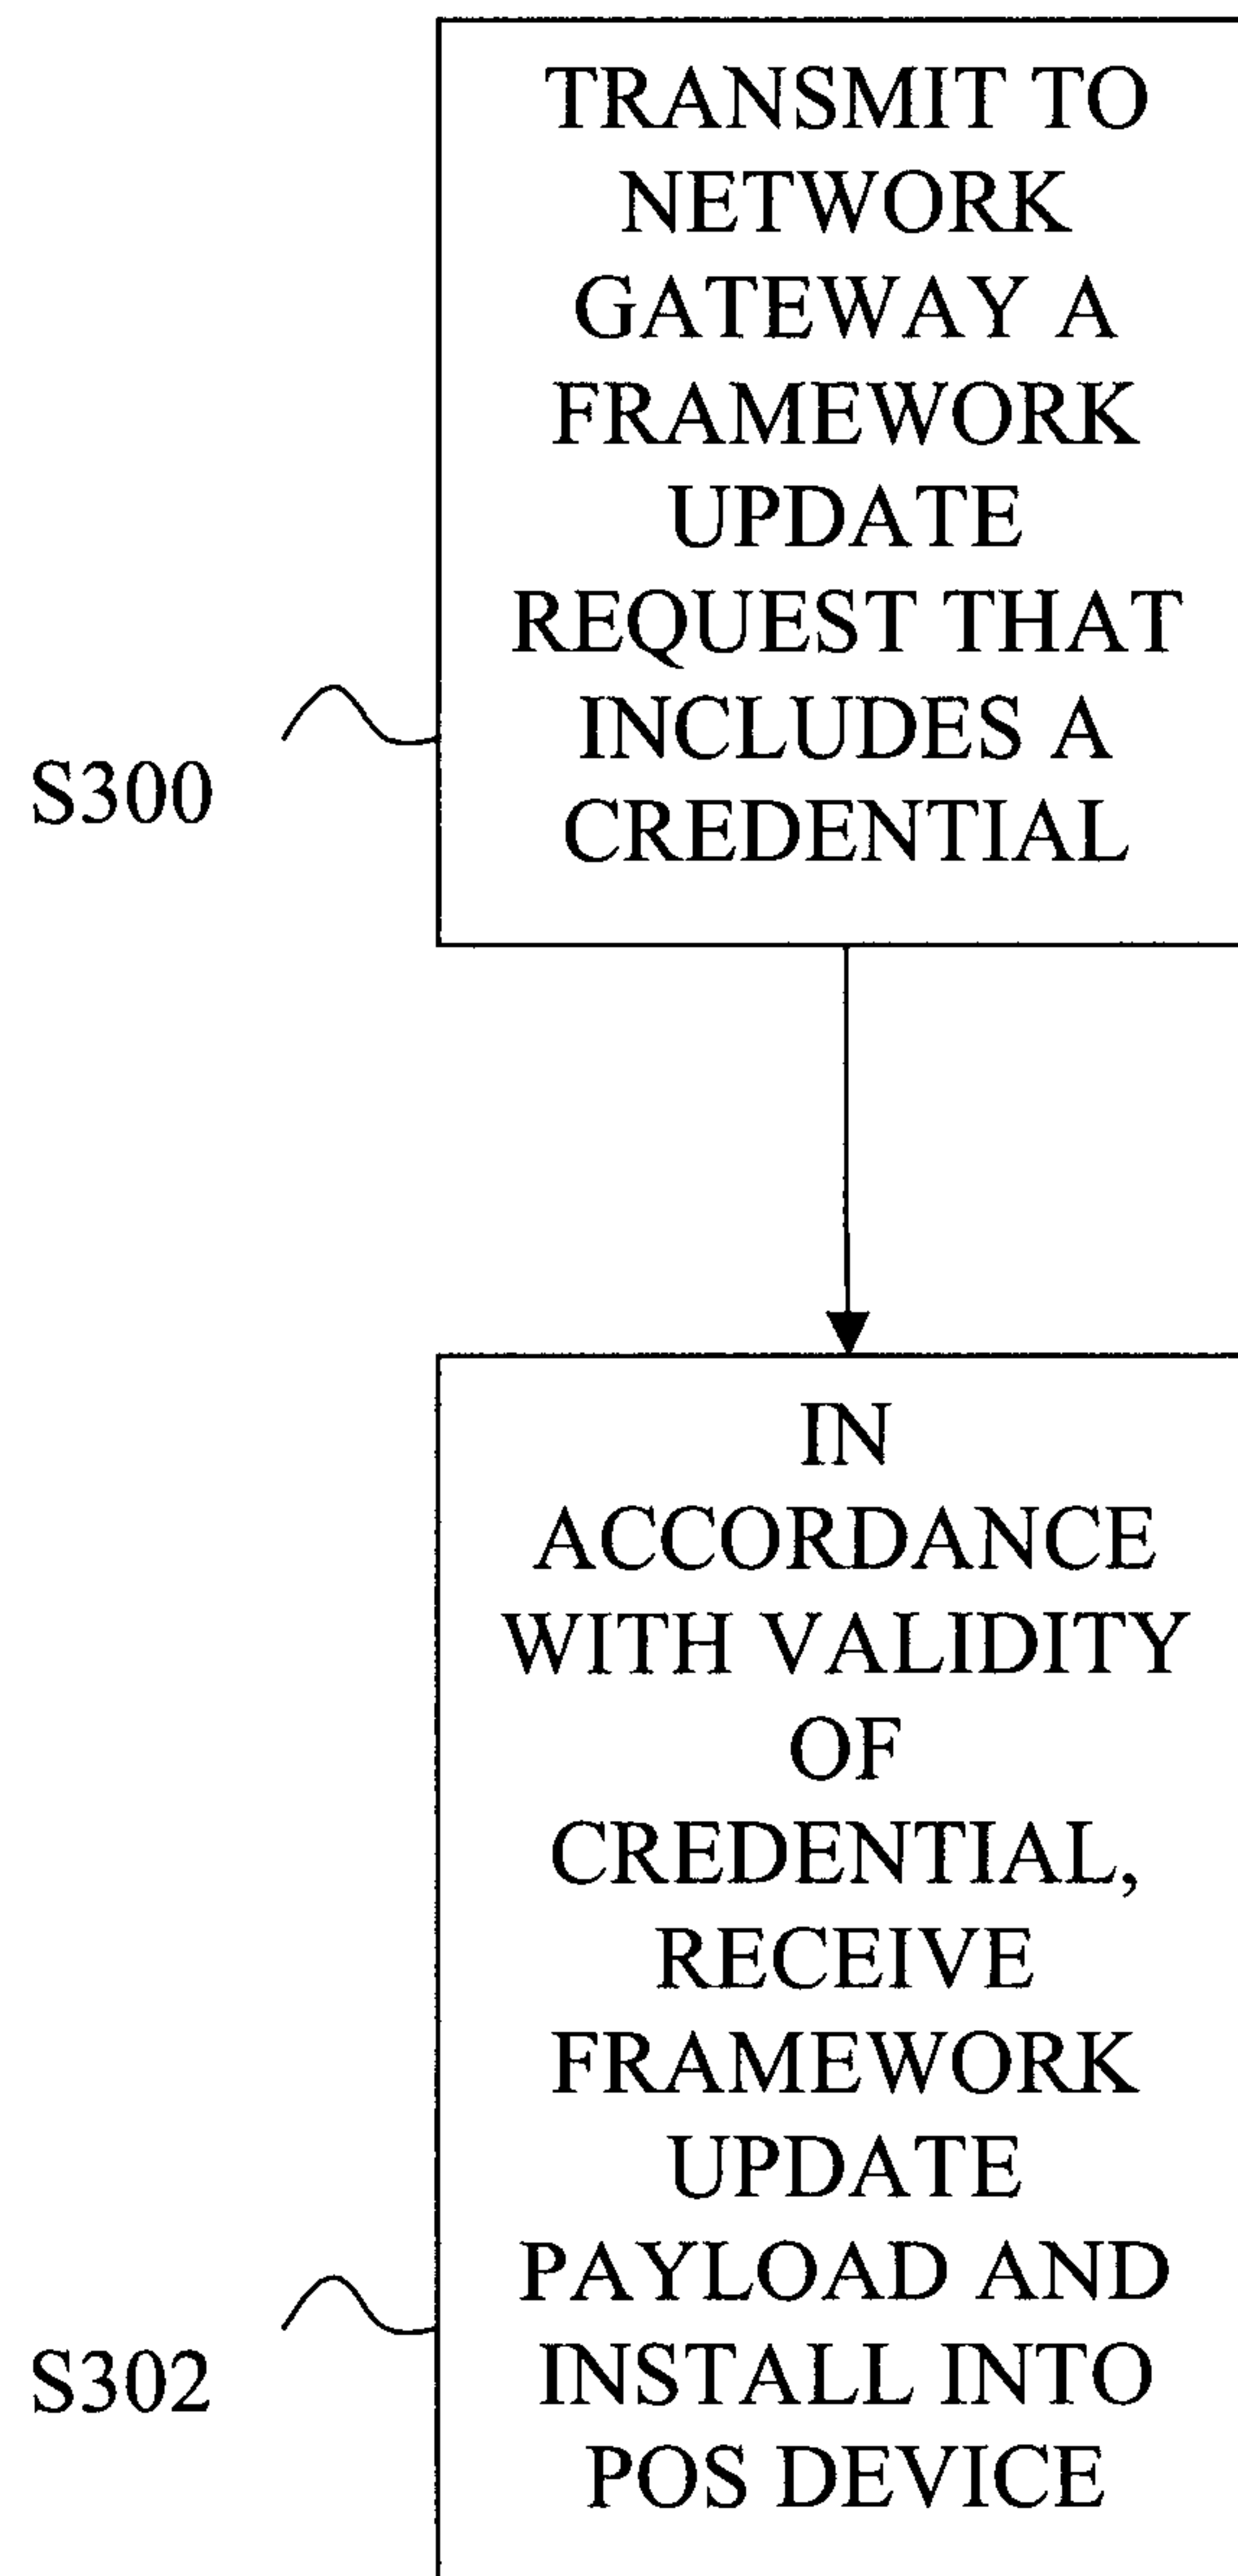 TRANSMIT TO
NETWORK
GATEWAY A
FRAMEWORK
UPDATE
REQUEST THAT
INCLUDES A
CREDENTIAL
S300
IN
ACCORDANCE
WITH VALIDITY
OF
CREDENTIAL,
RECEIVE
FRAMEWORK
UPDATE
PAYLOAD AND
INSTALL INTO
POS DEVICE
S302